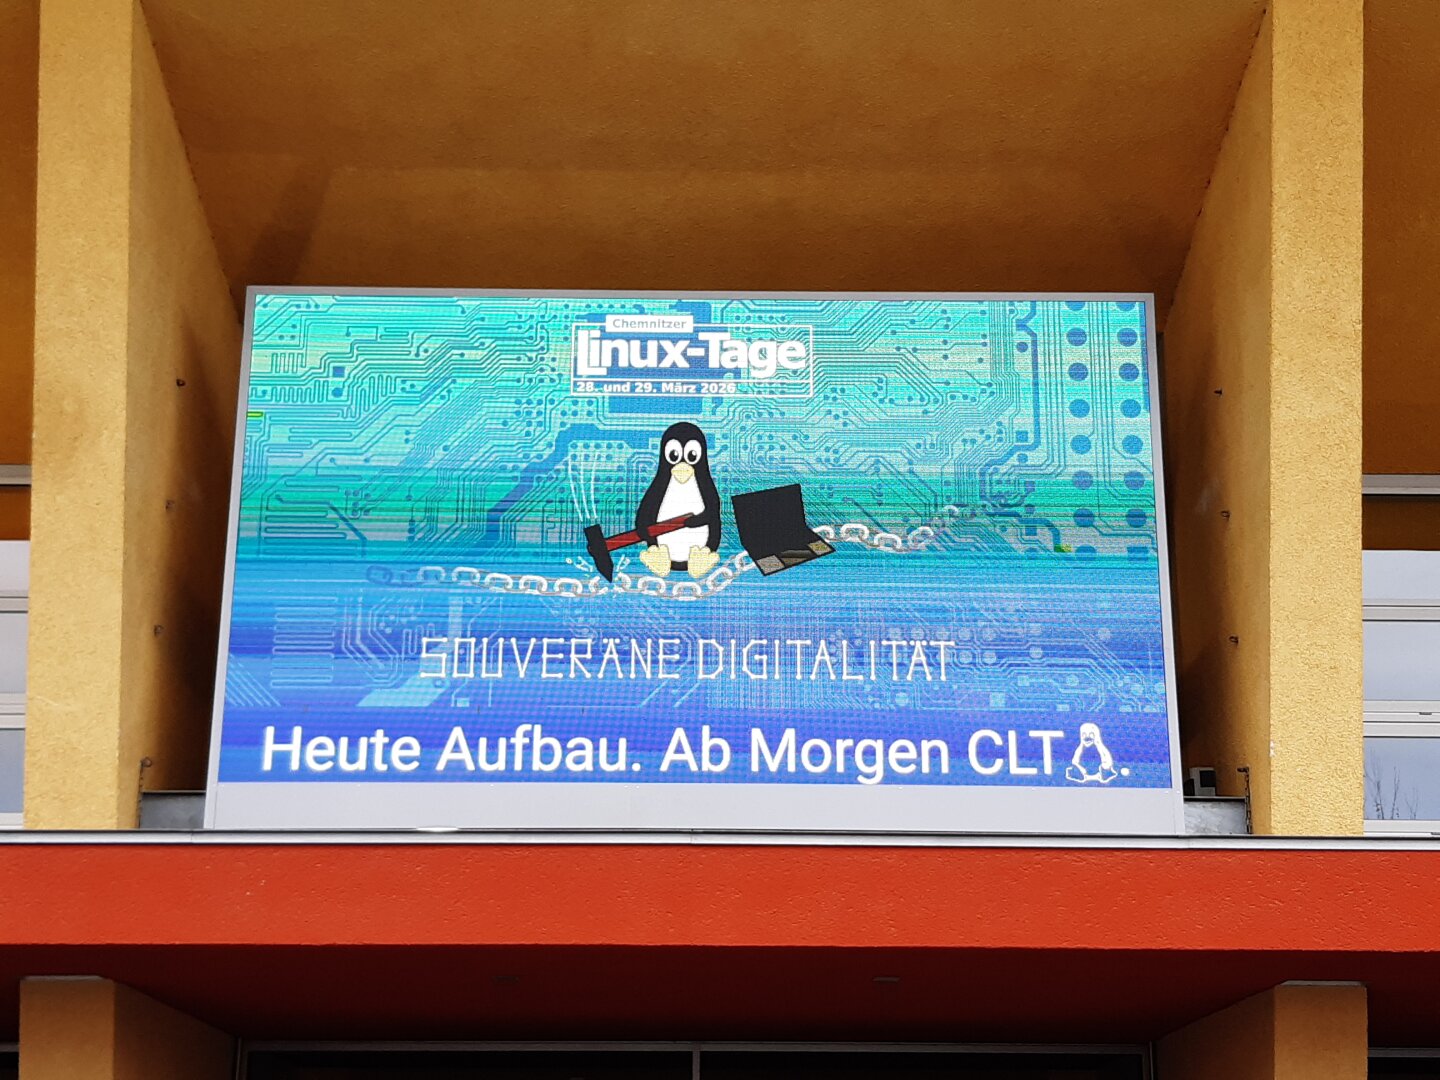 Chemnitzer
Linux-Tage
28. und 29. März 2026
SOUVERÄNE DIGITALITÄT
Heute Aufbau. Ab Morgen CLT.